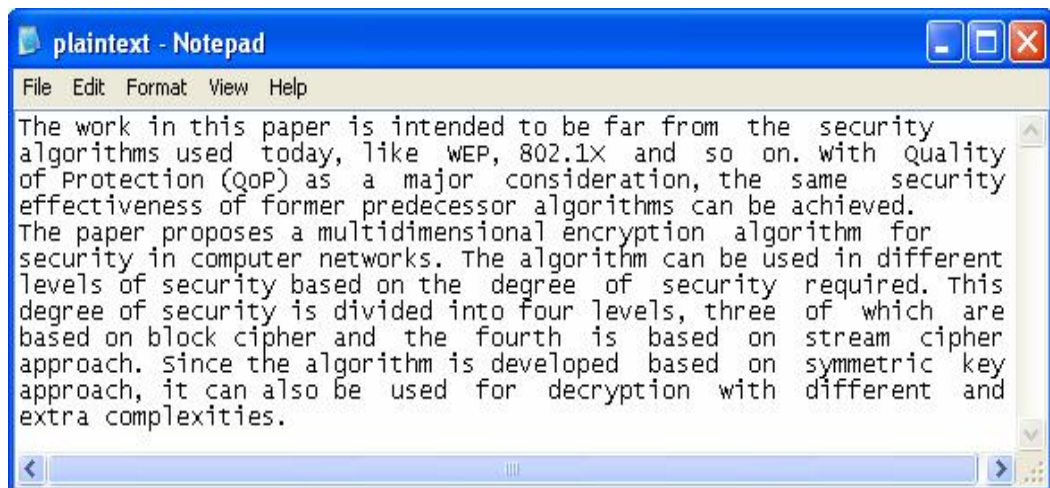 plaintext - Notepad
File Edit Format View Help
The work in this paper is intended to be far from the security
algorithms used today, like WEP, 802.1X and so on. With Quality
of Protection (QoP) as a major consideration, the same security
effectiveness of former predecessor algorithms can be achieved.
The paper proposes a multidimensional encryption algorithm for
security in computer networks. The algorithm can be used in different
levels of security based on the degree of security required. This
degree of security is divided into four levels, three of which are
based on block cipher and the fourth is based on stream cipher
approach. Since the algorithm is developed based on symmetric key
approach, it can also be used for decryption with different and
extra complexities.